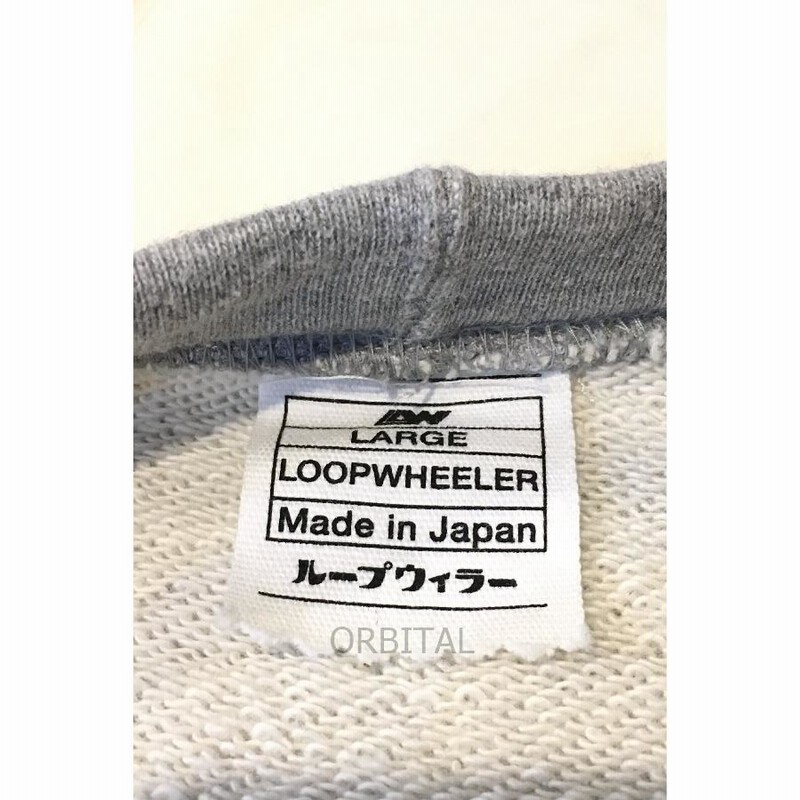 LW
LARGE
LOOPWHEELER
Made in Japan
ループウィラー
ORBITAL